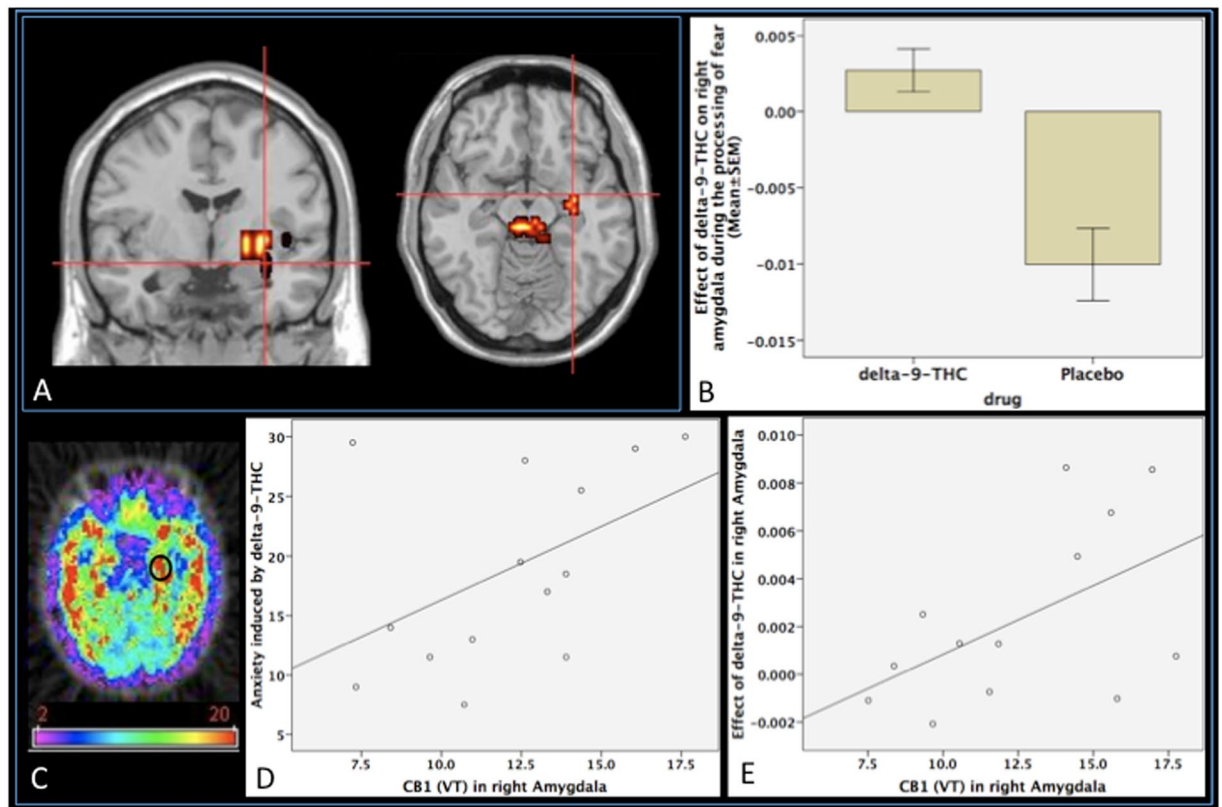 A
Effect of delta-9-THC on right
amygdala during the processing of fear
(Mean±SEM)
0.005
0.00
-0.005
-0.01
-0.015
delta-9-THC Placebo
drug
B
2 20
C
Anxiety induced by delta-9-THC
30
25
20
15
10
5
7.5 10.0 12.5 15.0 17.5
CB1 (VT) in right Amygdala
D
Effect of delta-9-THC in right Amygdala
0.010
0.008
0.006
0.004
0.002
0.000
-0.002
7.5 10.0 12.5 15.0 17.5
CB1 (VT) in right Amygdala
E